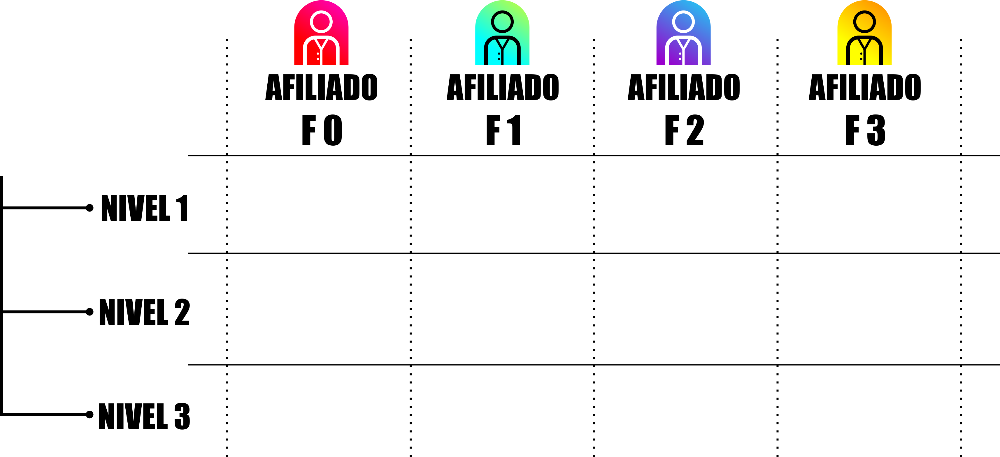 AFILIADO AFILIADO AFILIADO AFILIADO
F 0 F 1 F 2 F 3
NIVEL 1
NIVEL 2
NIVEL 3